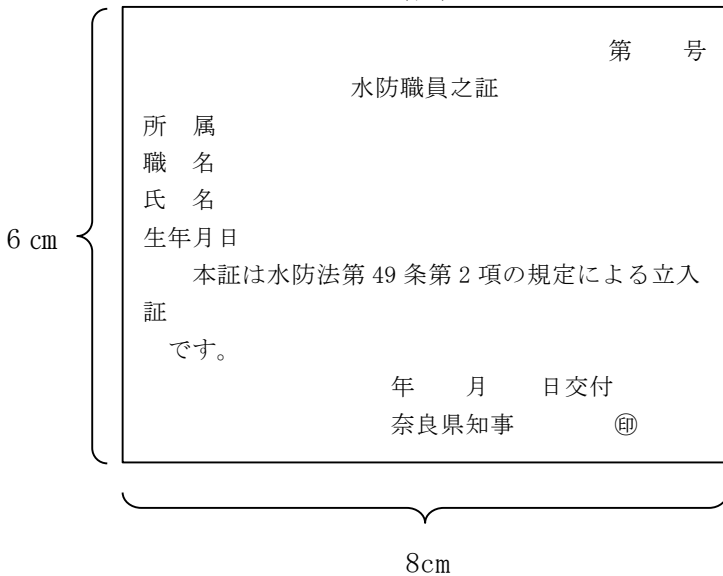 第　　号
水防職員之証
所　属
職　名
氏　名
生年月日
本証は水防法第 49 条第 2 項の規定による立入
証
です。
年　　月　　日交付
奈良県知事　　　　㊞
6 cm
8cm